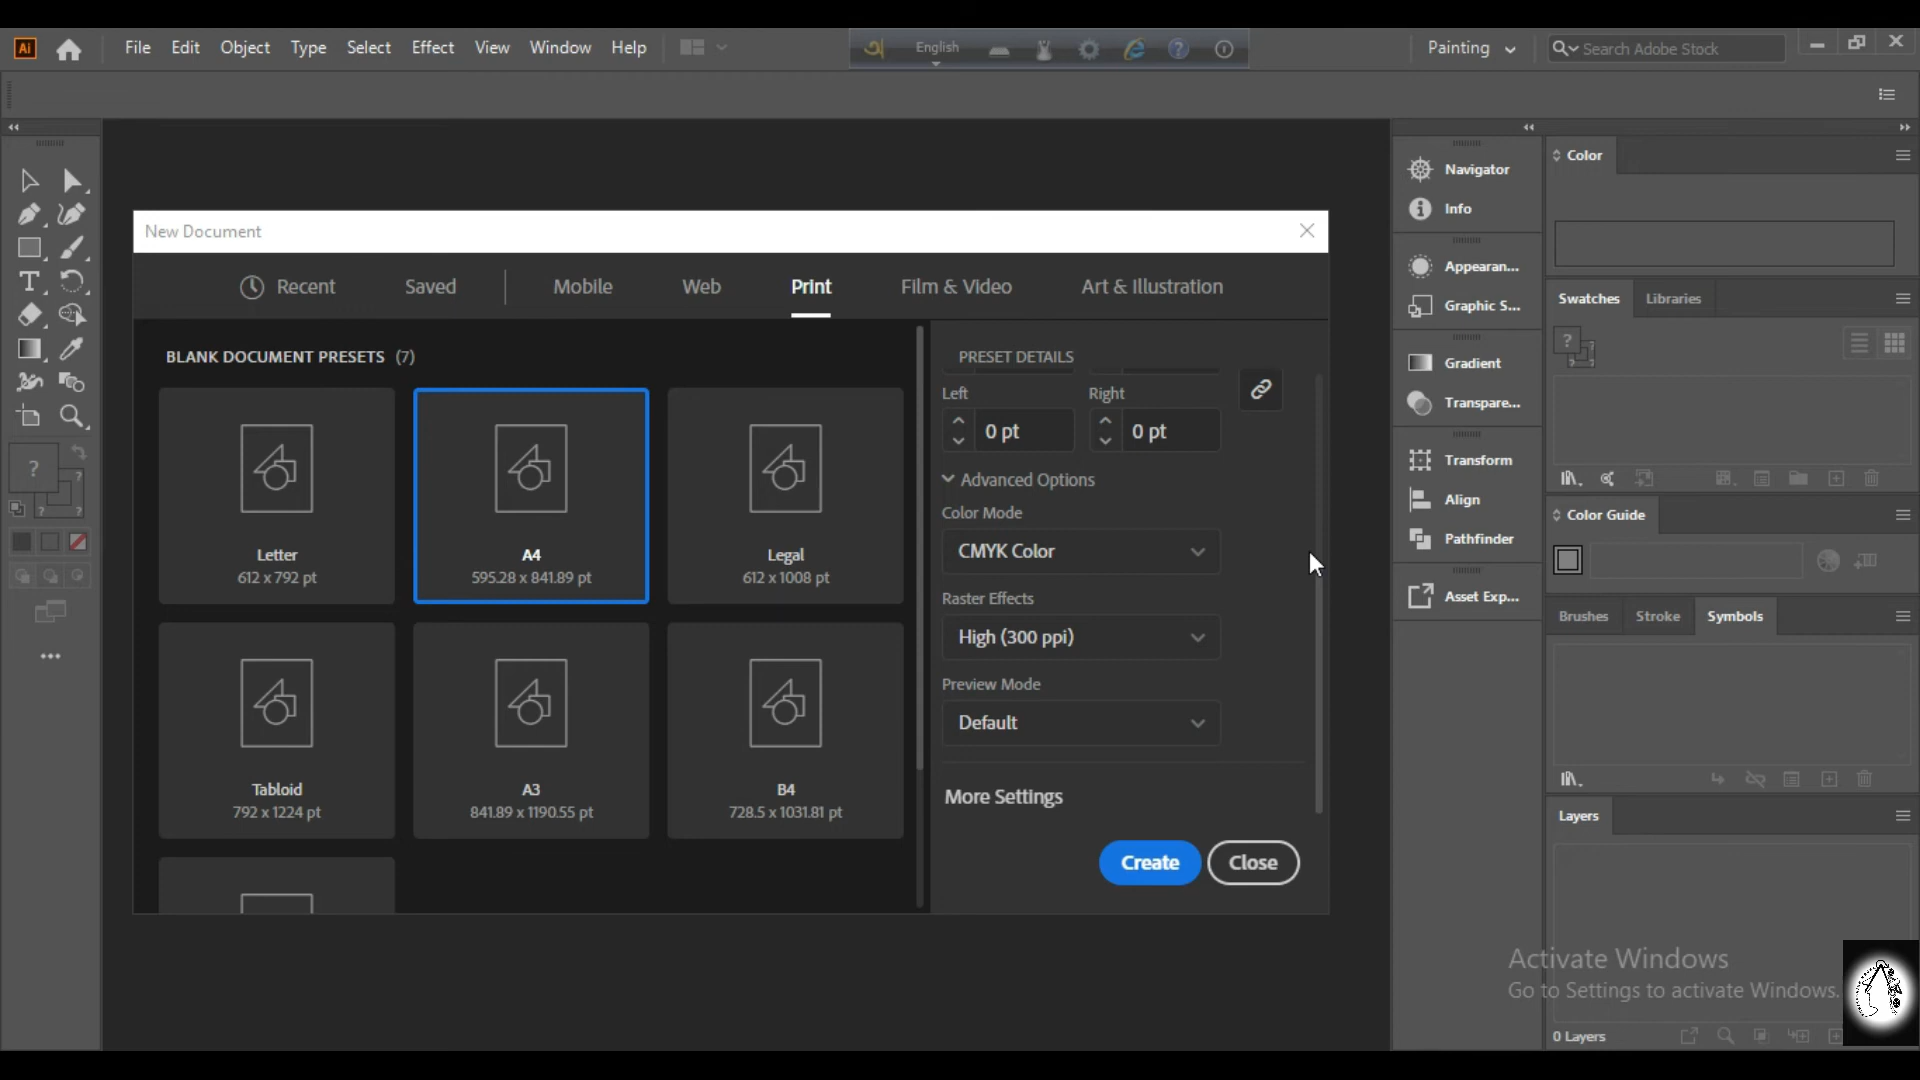 Ai File Edit Object Type Select Effect View Window Help English Painting Search Adobe Stock
New Document
Recent Saved Mobile Web Print Film & Video Art & Illustration
BLANK DOCUMENT PRESETS (7)
Letter
612 x 792 pt
A4
595.28 x 841.89 pt
Legal
612 x 1008 pt
Tabloid
792 x 1224 pt
A3
841.89 x 1190.55 pt
B4
728.5 x 1031.81 pt
PRESET DETAILS
Left Right
0 pt 0 pt
Advanced Options
Color Mode
CMYK Color
Raster Effects
High (300 ppi)
Preview Mode
Default
More Settings
Create Close
Navigator
Info
Appearan...
Graphic S...
Gradient
Transpare...
Transform
Align
Pathfinder
Asset Exp...
Color
Swatches Libraries
Color Guide
Brushes Stroke Symbols
Layers
Activate Windows
Go to Settings to activate Windows.
0 Layers